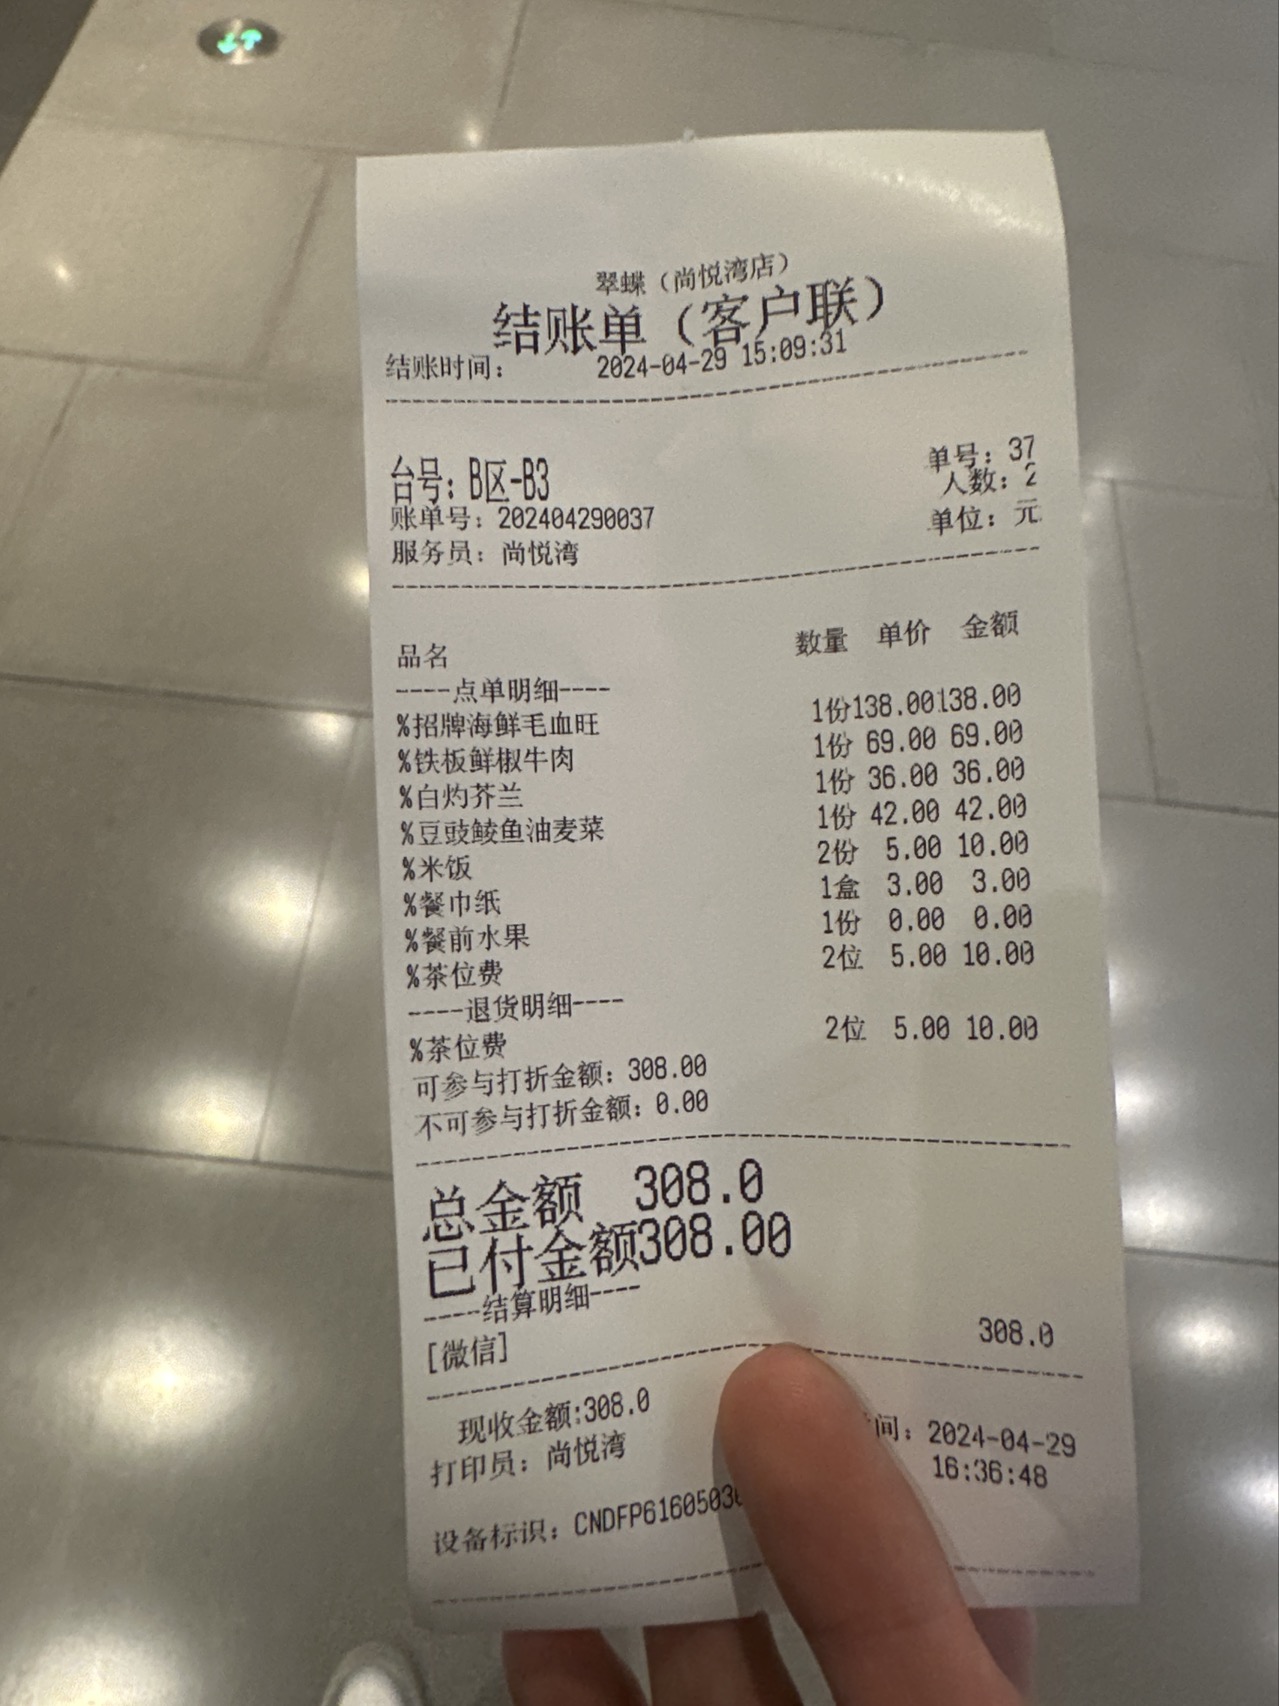 翠蝶（尚悦湾店）
结账单（客户联）
结账时间： 2024-04-29 15:09:31
台号：B区-B3 单号：37
人数：2
账单号：202404290037 单位：元
服务员：尚悦湾
品名 数量 单价 金额
----点单明细----
%招牌海鲜毛血旺 1份138.00138.00
%铁板鲜椒牛肉 1份 69.00 69.00
%白灼芥兰 1份 36.00 36.00
%豆豉鲮鱼油麦菜 1份 42.00 42.00
%米饭 2份 5.00 10.00
%餐巾纸 1盒 3.00 3.00
%餐前水果 1份 0.00 0.00
%茶位费 2位 5.00 10.00
----退货明细----
%茶位费 2位 5.00 10.00
可参与打折金额：308.00
不可参与打折金额：0.00
总金额 308.0
已付金额308.00
----结算明细----
[微信] 308.0
现收金额:308.0
打印员：尚悦湾 间：2024-04-29
16:36:48
设备标识：CNDFP6160503